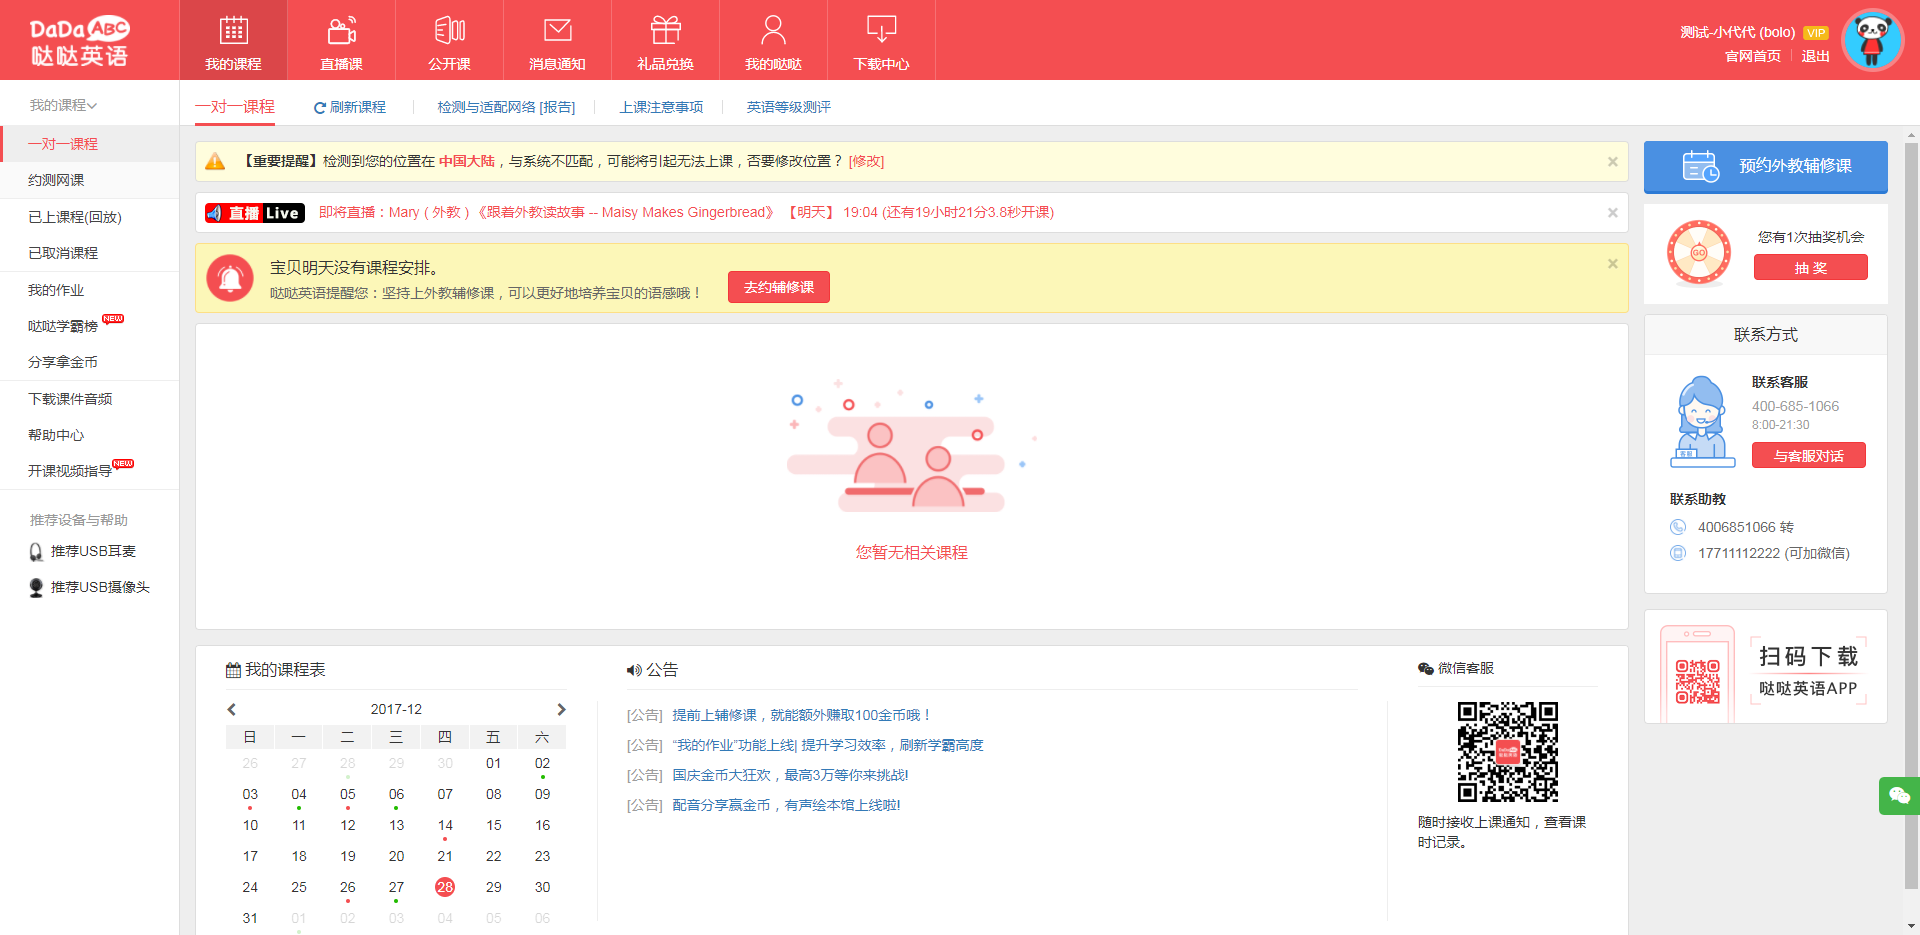 DaDa ABC
哒哒英语
我的课程
直播课
公开课
消息通知
礼品兑换
我的哒哒
下载中心
测试-小代代 (bolo) VIP
官网首页 退出
我的课程
一对一课程
约测网课
已上课程(回放)
已取消课程
我的作业
哒哒学霸榜 NEW
分享拿金币
下载课件音频
帮助中心
开课视频指导 NEW
推荐设备与帮助
推荐USB耳麦
推荐USB摄像头
一对一课程 刷新课程 检测与适配网络 [报告] 上课注意事项 英语等级测评
【重要提醒】检测到您的位置在 中国大陆，与系统不匹配，可能将引起无法上课，否要修改位置？ [修改]
直播 Live 即将直播：Mary ( 外教 ) 《跟着外教读故事 -- Maisy Makes Gingerbread》 【明天】 19:04 (还有19小时21分3.8秒开课)
宝贝明天没有课程安排。
哒哒英语提醒您：坚持上外教辅修课，可以更好地培养宝贝的语感哦！
去约辅修课
您暂无相关课程
我的课程表
2017-12
日 一 二 三 四 五 六
26 27 28 29 30 01 02
03 04 05 06 07 08 09
10 11 12 13 14 15 16
17 18 19 20 21 22 23
24 25 26 27 28 29 30
31 01 02 03 04 05 06
公告
[公告] 提前上辅修课，就能额外赚取100金币哦！
[公告] “我的作业”功能上线| 提升学习效率，刷新学霸高度
[公告] 国庆金币大狂欢，最高3万等你来挑战!
[公告] 配音分享赢金币，有声绘本馆上线啦!
微信客服
随时接收上课通知，查看课
时记录。
预约外教辅修课
GO
您有1次抽奖机会
抽 奖
联系方式
联系客服
400-685-1066
8:00-21:30
与客服对话
客服
联系助教
4006851066 转
17711112222 (可加微信)
扫码下载
哒哒英语APP